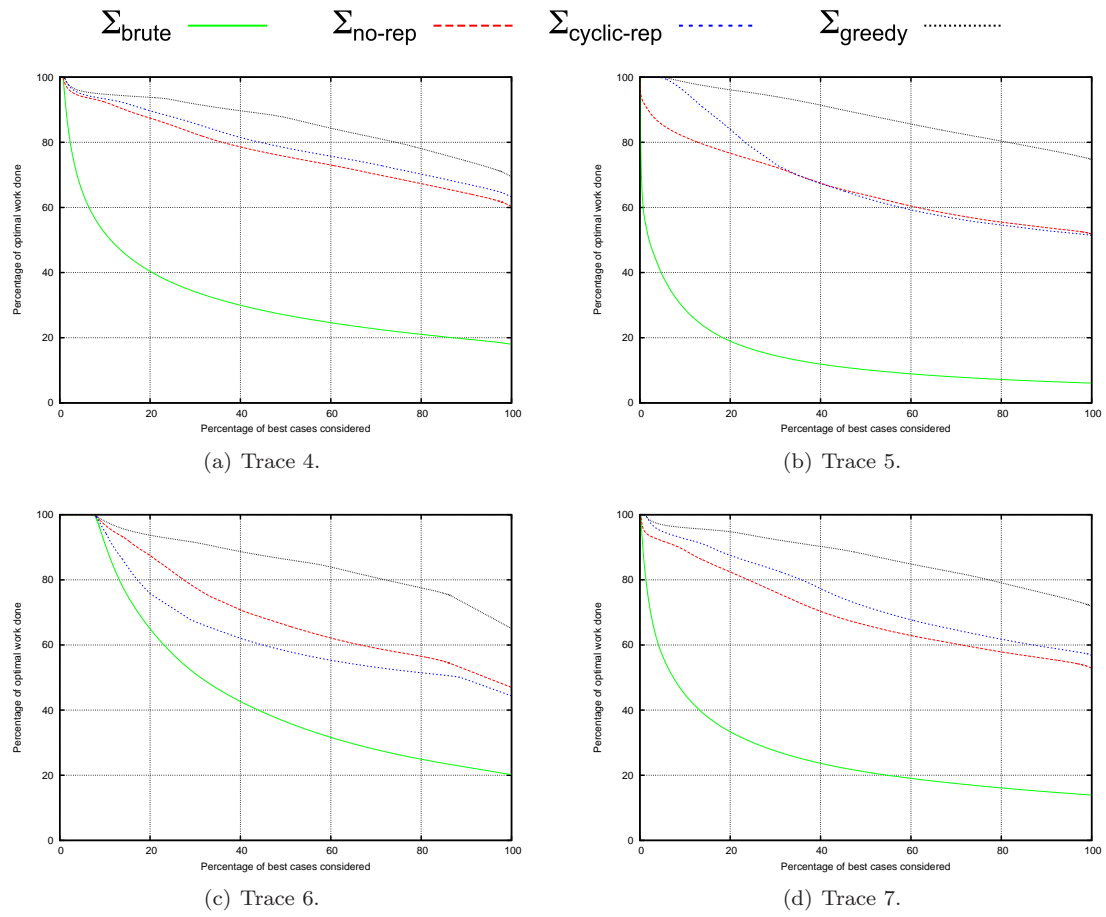 Σbrute Σno-rep Σcyclic-rep Σgreedy
Percentage of optimal work done
100
80
60
40
20
0
0 20 40 60 80 100
Percentage of best cases considered
(a) Trace 4.
Percentage of optimal work done
100
80
60
40
20
0
0 20 40 60 80 100
Percentage of best cases considered
(b) Trace 5.
Percentage of optimal work done
100
80
60
40
20
0
0 20 40 60 80 100
Percentage of best cases considered
(c) Trace 6.
Percentage of optimal work done
100
80
60
40
20
0
0 20 40 60 80 100
Percentage of best cases considered
(d) Trace 7.